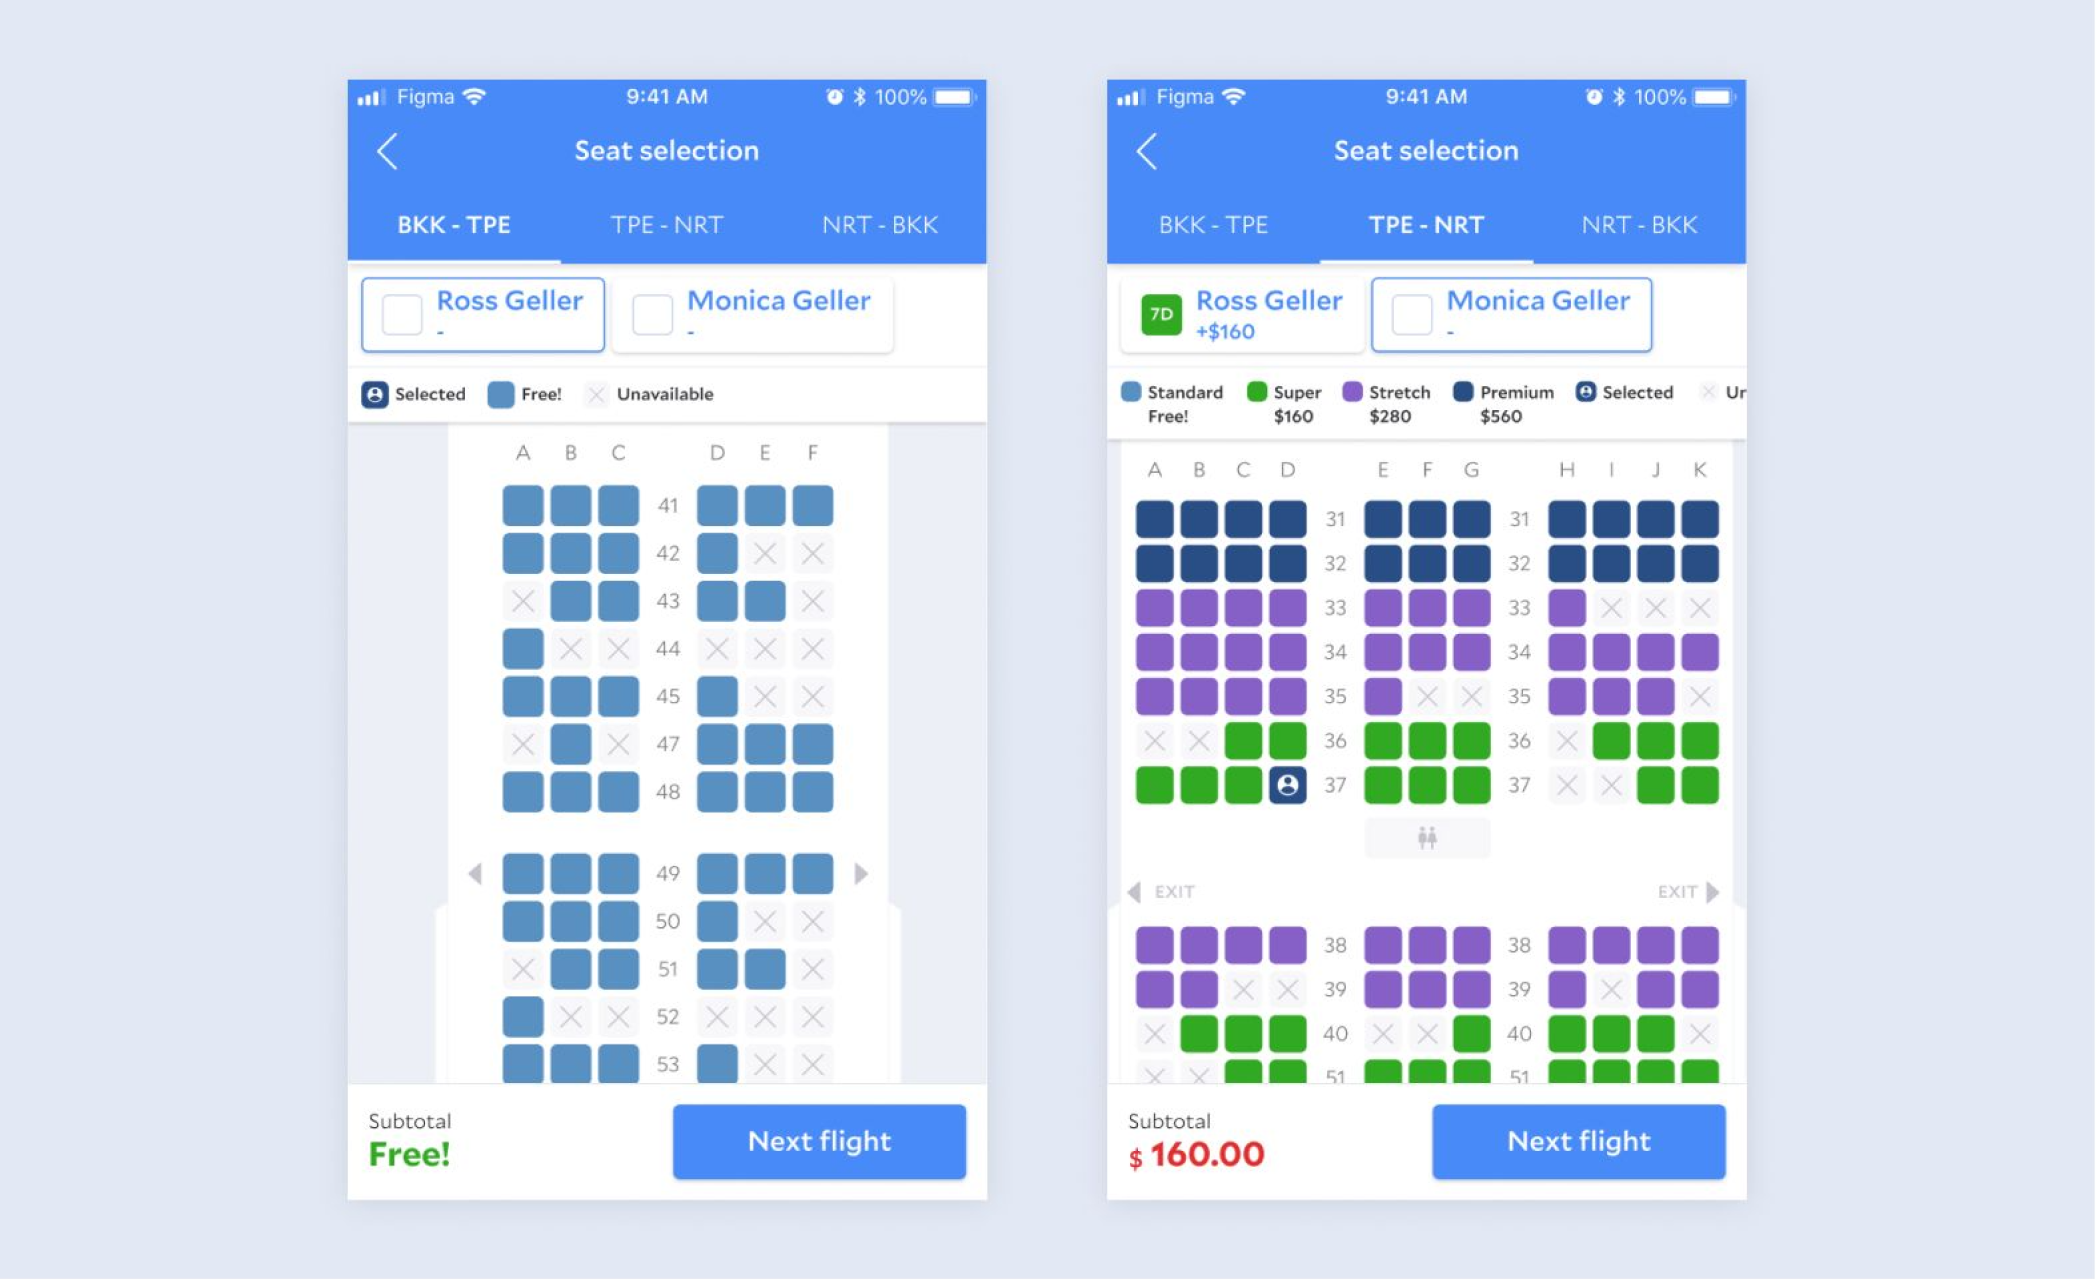 Figma 9:41 AM 100%
Seat selection
BKK - TPE TPE - NRT NRT - BKK
Ross Geller Monica Geller
- -
Selected Free! Unavailable
A B C D E F
41
42
43
44
45
47
48
49
50
51
52
53
Subtotal
Free!
Next flight
Figma 9:41 AM 100%
Seat selection
BKK - TPE TPE - NRT NRT - BKK
7D Ross Geller Monica Geller
+$160 -
Standard Super Stretch Premium Selected Ur
Free! $160 $280 $560
A B C D E F G H I J K
31 31
32 32
33 33
34 34
35 35
36 36
37 37
EXIT EXIT
38 38
39 39
40 40
51 51
Subtotal
$ 160.00
Next flight